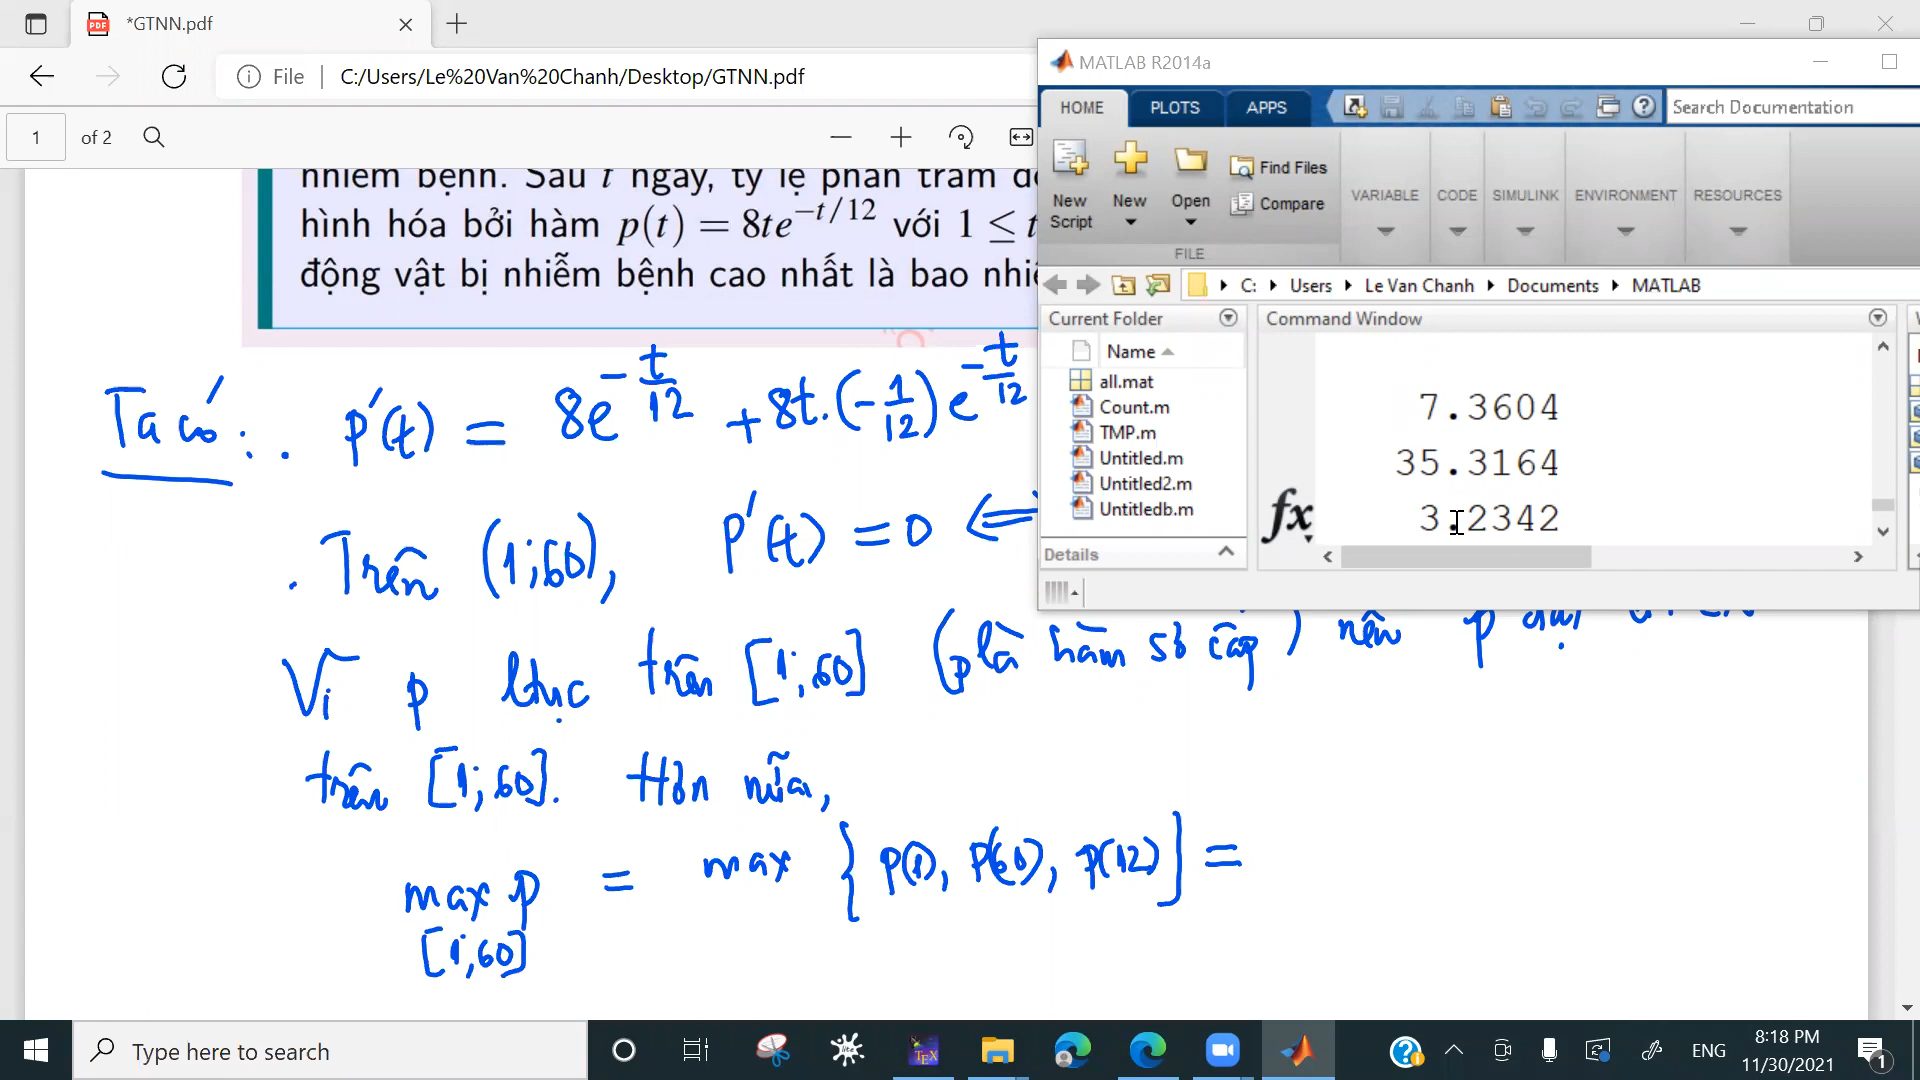 *GTNN.pdf
File
C:/Users/Le%20Van%20Chanh/Desktop/GTNN.pdf
1 of 2
nhiễm bệnh. Sau t ngày, tỷ lệ phần trăm
hình hóa bởi hàm p(t) = 8te^{-t/12} với 1 ≤ t
động vật bị nhiễm bệnh cao nhất là bao
Ta có: . p'(t) = 8e^{-t/12} + 8t.(-1/12)e^{-t/12}
. Trên (1;60), p'(t) = 0 ⟺
Vì p ltục trên [1;60] (p là hàm sơ cấp) nên p
trên [1;60]. Hơn nữa,
max p = max { p(1), p(60), p(12) } =
[1;60]
MATLAB R2014a
HOME PLOTS APPS
Search Documentation
New Script
New
Open
Find Files
Compare
FILE
VARIABLE
CODE
SIMULINK
ENVIRONMENT
RESOURCES
C: Users Le Van Chanh Documents MATLAB
Current Folder
Name
all.mat
Count.m
TMP.m
Untitled.m
Untitled2.m
Untitledb.m
Details
Command Window
7.3604
35.3164
3.2342
fx
Type here to search
TEX
ENG
8:18 PM
11/30/2021
1